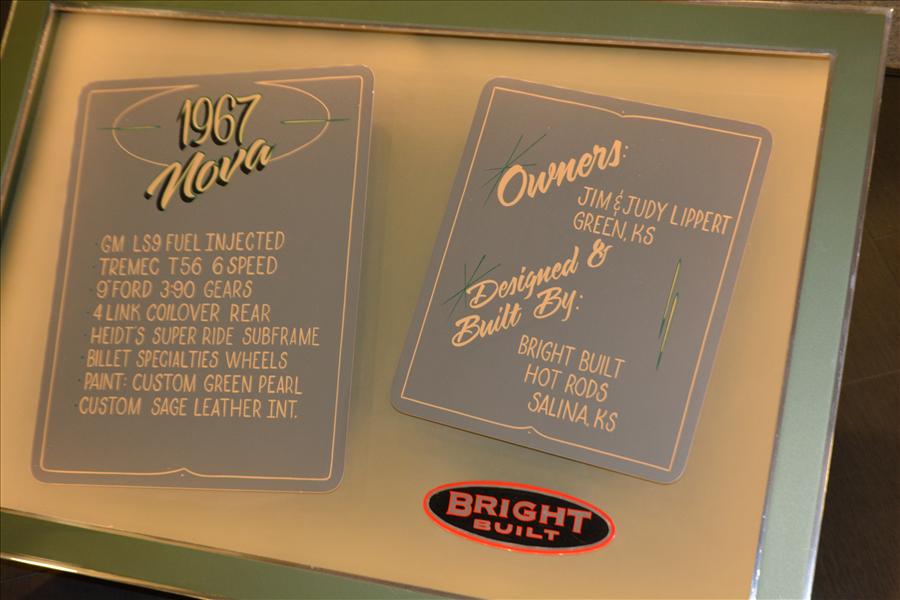 1967
Nova
GM LS9 FUEL INJECTED
TREMEC T56 6 SPEED
9"FORD 3·90 GEARS
4 LINK COILOVER REAR
HEIDT'S SUPER RIDE SUBFRAME
BILLET SPECIALTIES WHEELS
PAINT: CUSTOM GREEN PEARL
CUSTOM SAGE LEATHER INT.
Owners:
JIM & JUDY LIPPERT
GREEN, KS
Designed &
Built By:
BRIGHT BUILT
HOT RODS
SALINA, KS
BRIGHT
BUILT